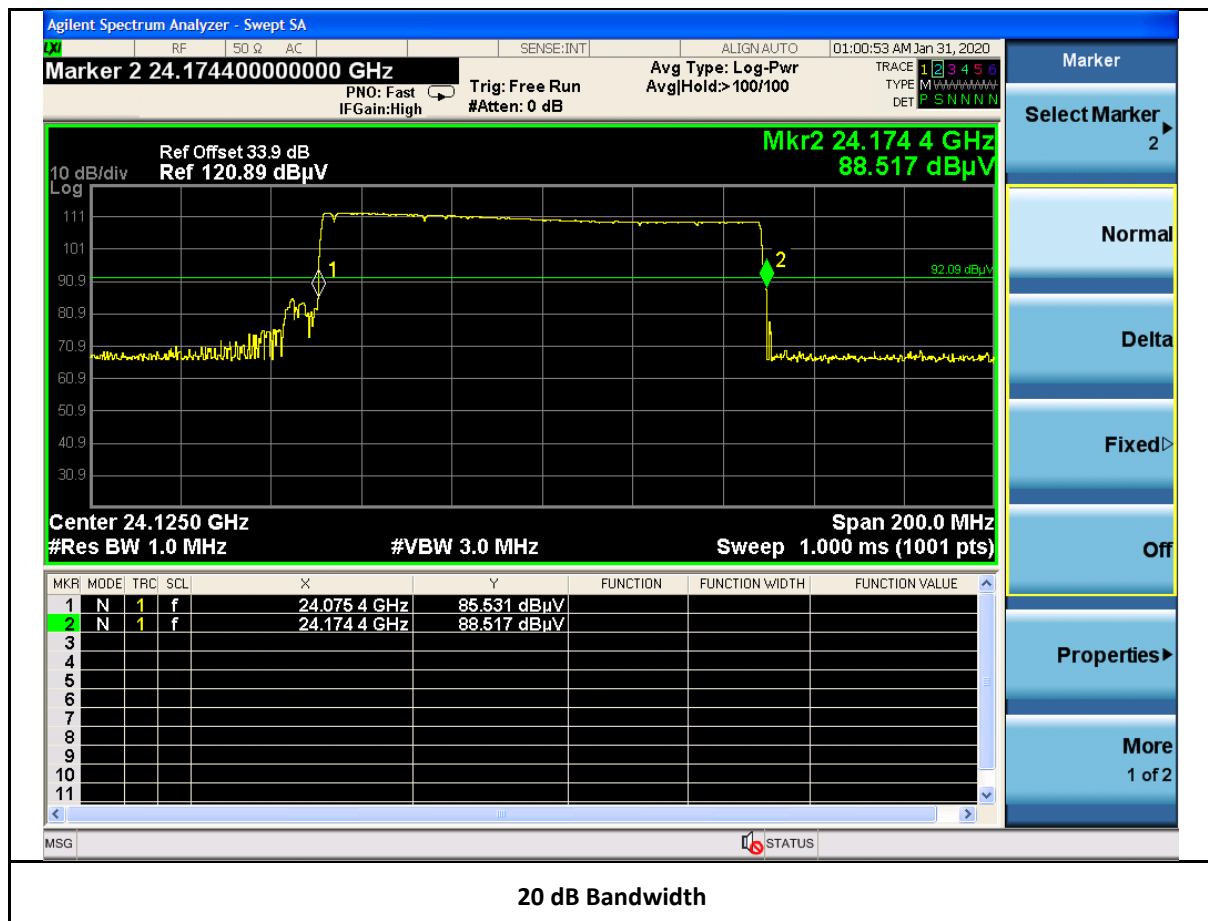 Agilent Spectrum Analyzer - Swept SA
LXI RF 50 Ω AC SENSE:INT ALIGN AUTO 01:00:53 AM Jan 31, 2020
Marker 2 24.174400000000 GHz
PNO: Fast
IFGain:High
Trig: Free Run
#Atten: 0 dB
Avg Type: Log-Pwr
Avg|Hold:>100/100
TRACE 1 2 3 4 5 6
TYPE M WWWWW
DET P S N N N N
Mkr2 24.174 4 GHz
88.517 dBµV
Ref Offset 33.9 dB
10 dB/div Ref 120.89 dBµV
Log
111
101
90.9
80.9
70.9
60.9
50.9
40.9
30.9
1
2
92.09 dBµV
Center 24.1250 GHz Span 200.0 MHz
#Res BW 1.0 MHz #VBW 3.0 MHz Sweep 1.000 ms (1001 pts)
MKR MODE TRC SCL X Y FUNCTION FUNCTION WIDTH FUNCTION VALUE
1 N 1 f 24.075 4 GHz 85.531 dBµV
2 N 1 f 24.174 4 GHz 88.517 dBµV
3
4
5
6
7
8
9
10
11
MSG STATUS
Marker
Select Marker
2
Normal
Delta
Fixed
Off
Properties
More
1 of 2
20 dB Bandwidth